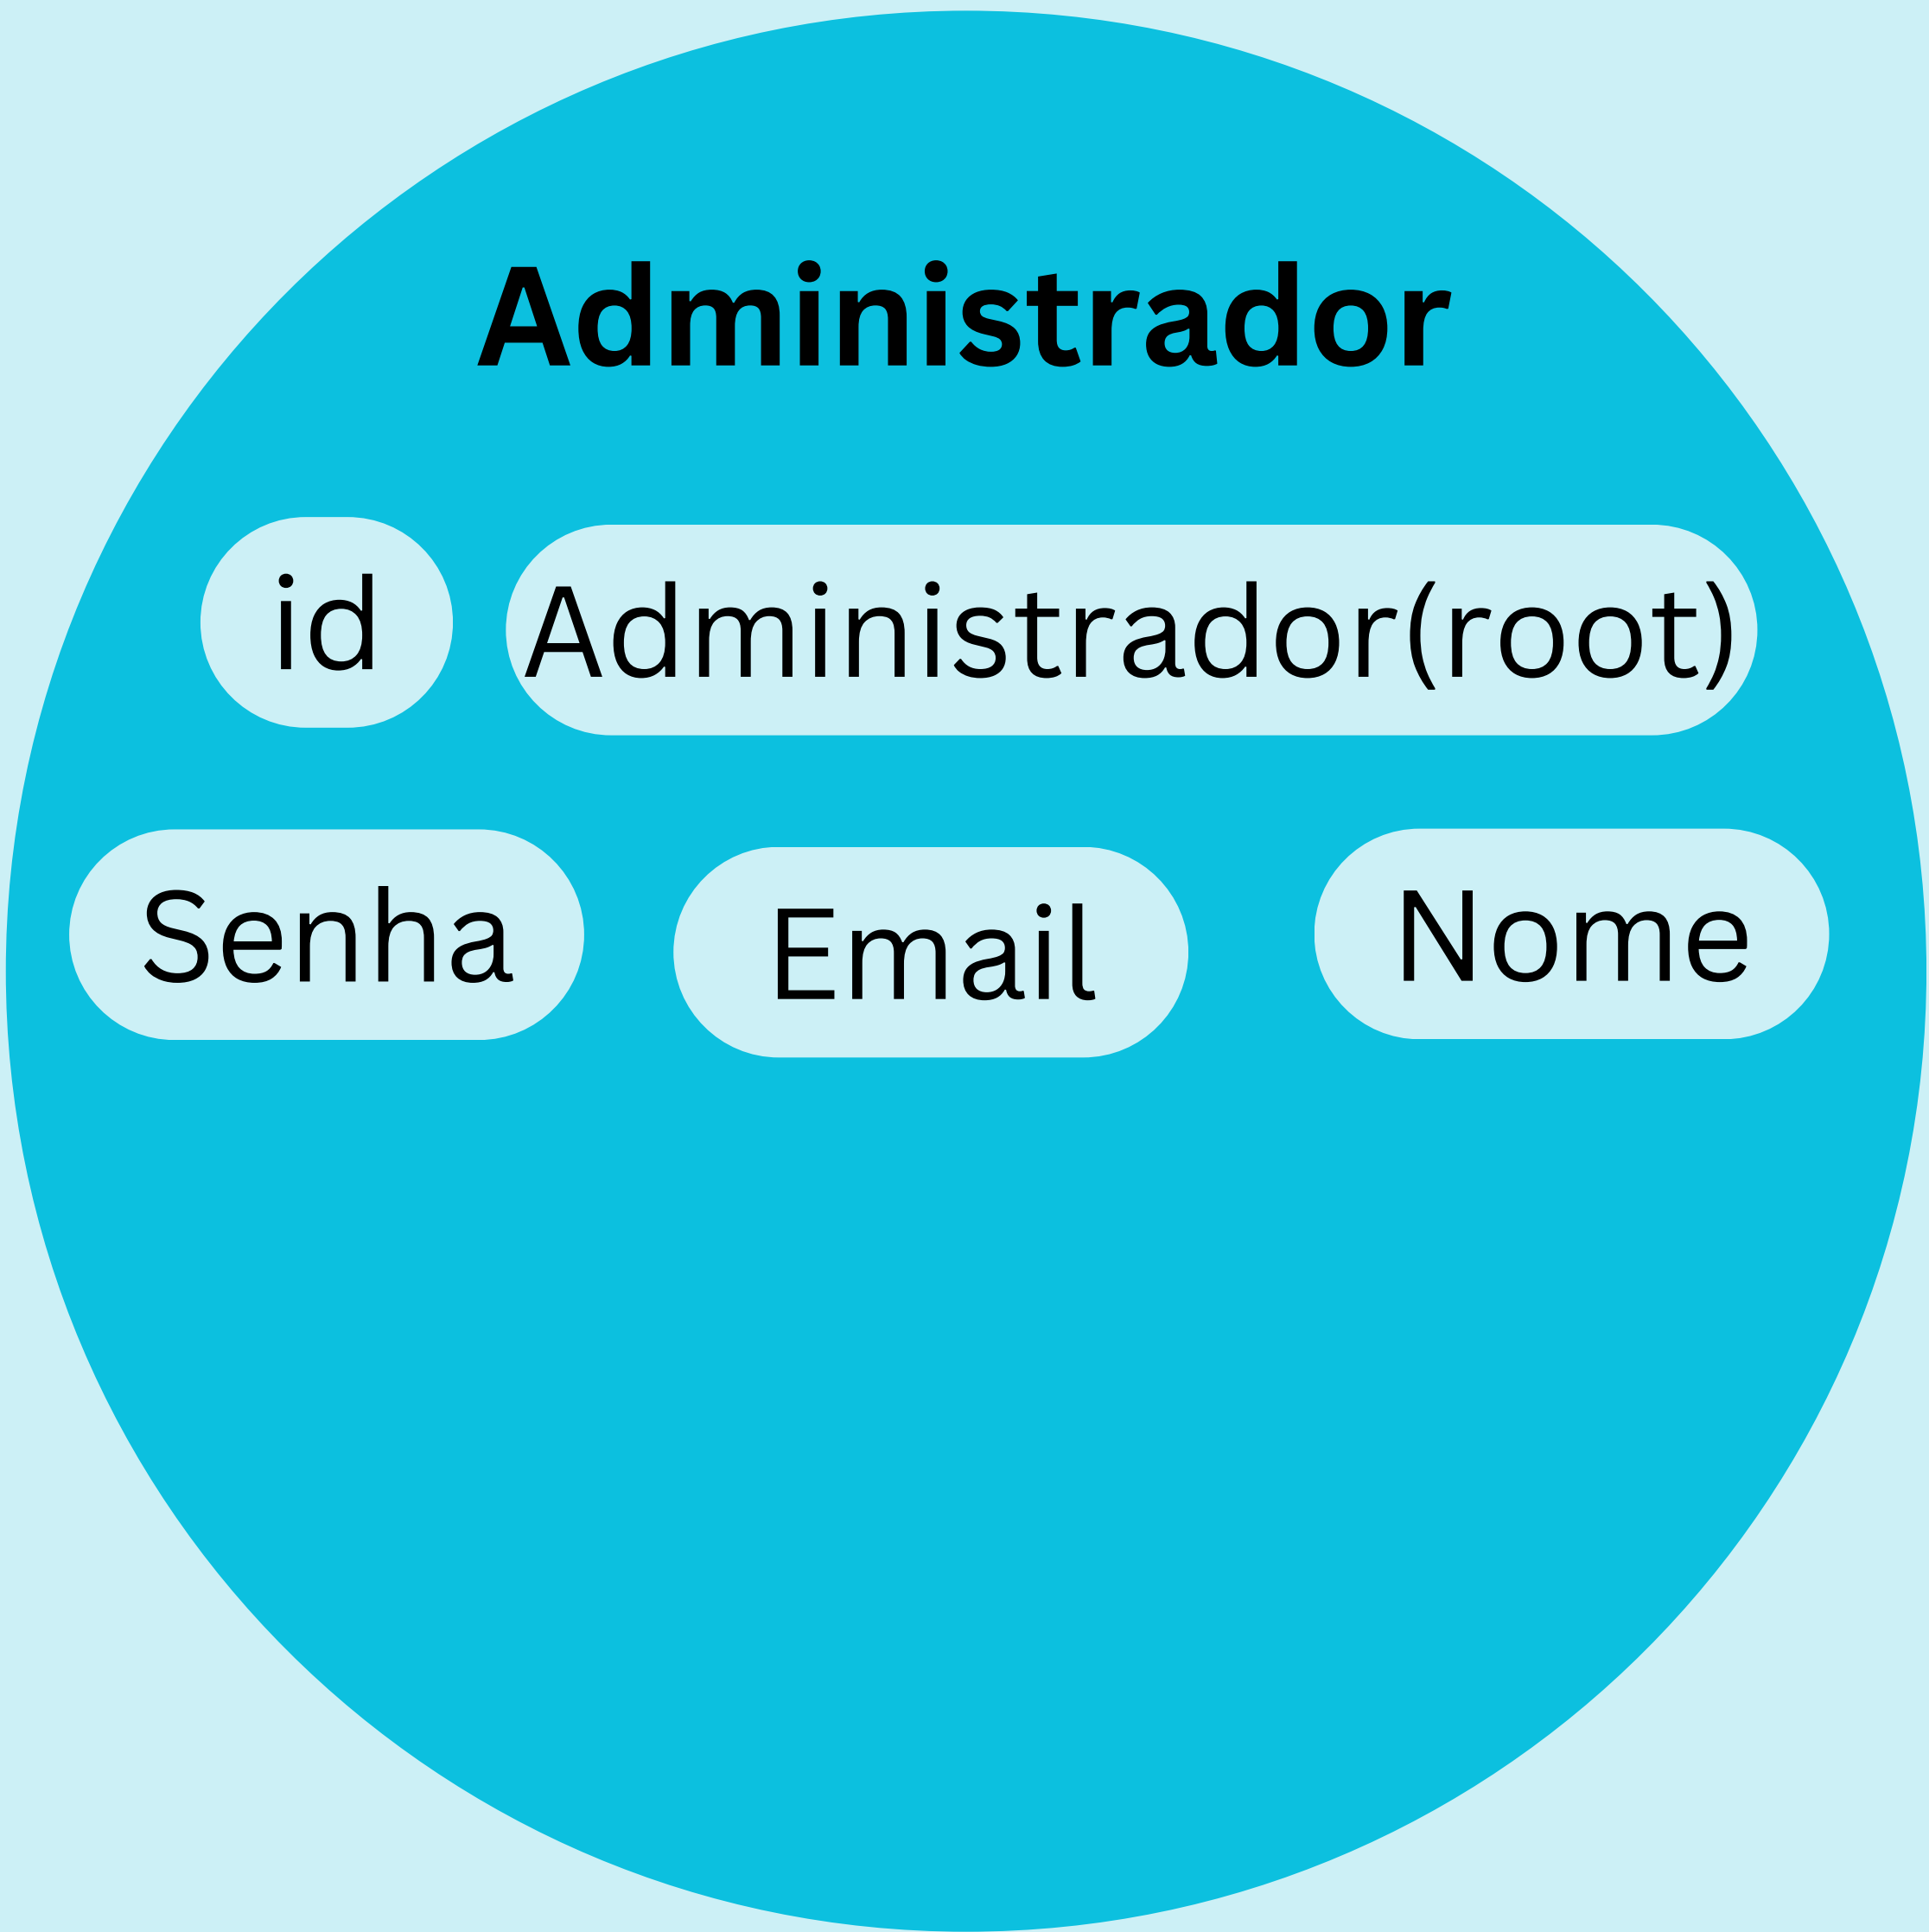 Administrador
id
Administrador(root)
Senha
Email
Nome